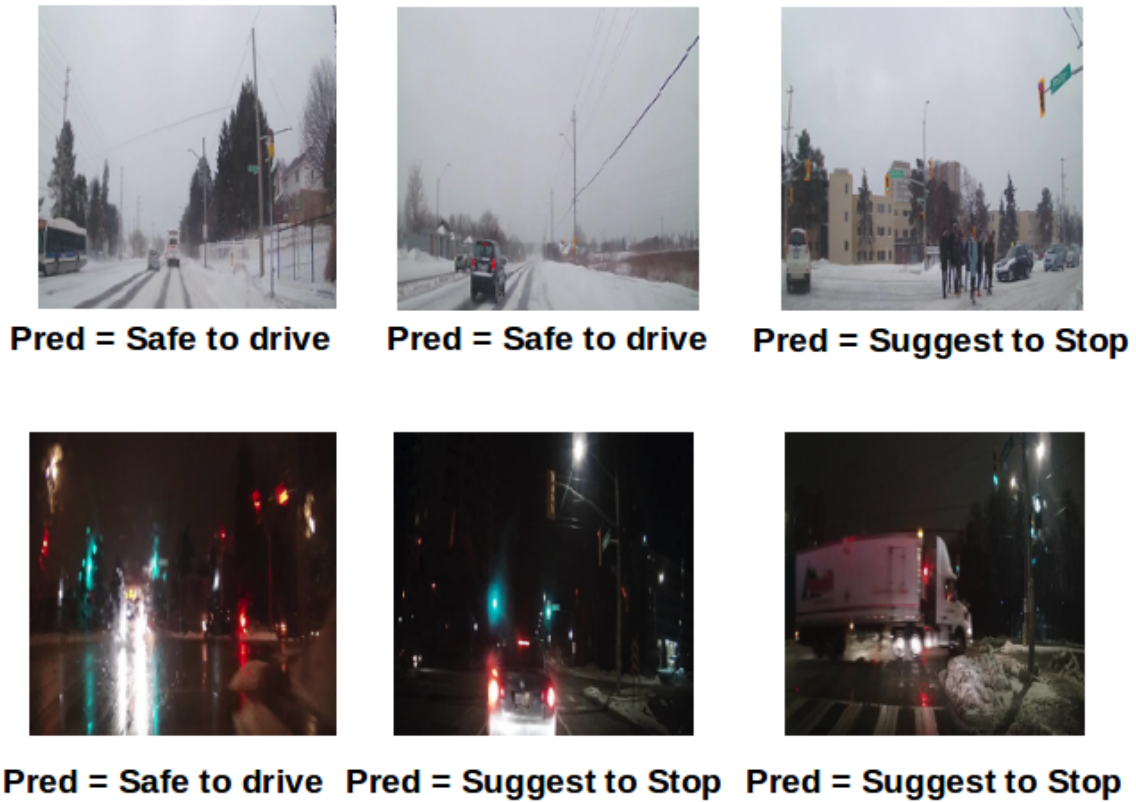 Pred = Safe to drive
Pred = Safe to drive
Pred = Suggest to Stop
Pred = Safe to drive
Pred = Suggest to Stop
Pred = Suggest to Stop